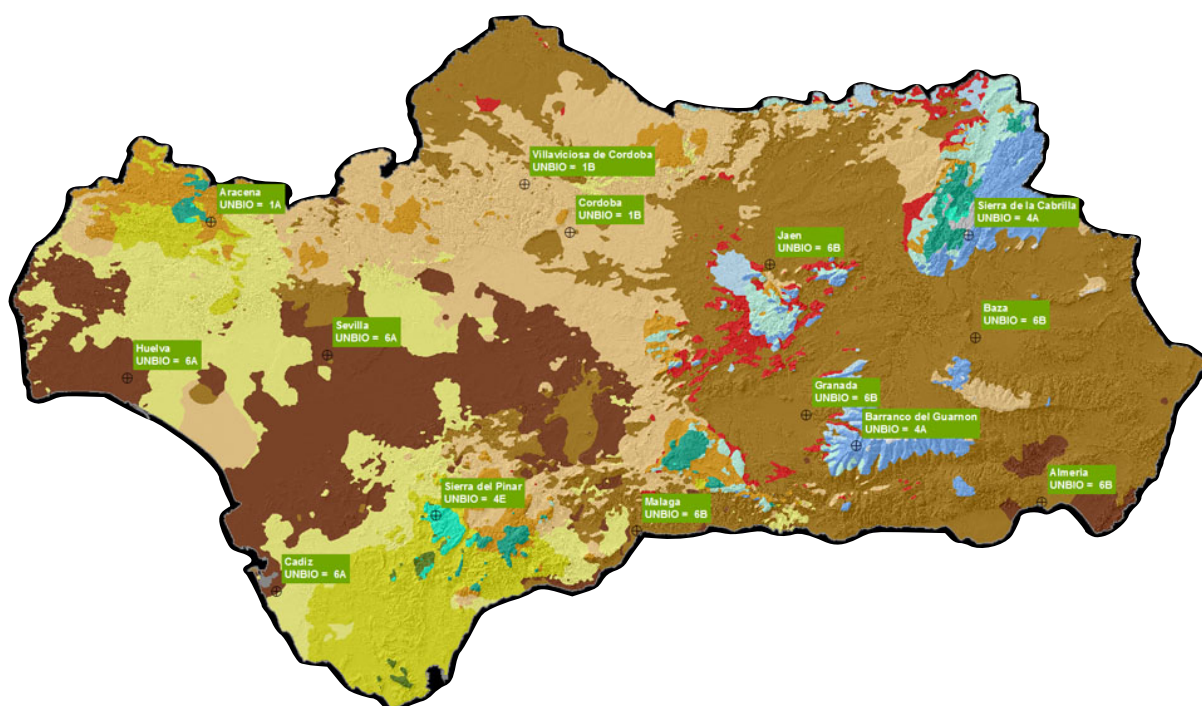 Villaviciosa de Cordoba
UNBIO = 1B
Aracena
UNBIO = 1A
Cordoba
UNBIO = 1B
Sierra de la Cabrilla
UNBIO = 4A
Jaen
UNBIO = 6B
Baza
UNBIO = 6B
Sevilla
UNBIO = 6A
Huelva
UNBIO = 6A
Granada
UNBIO = 6B
Barranco del Guarnon
UNBIO = 4A
Almeria
UNBIO = 6B
Sierra del Pinar
UNBIO = 4E
Malaga
UNBIO = 6B
Cadiz
UNBIO = 6A